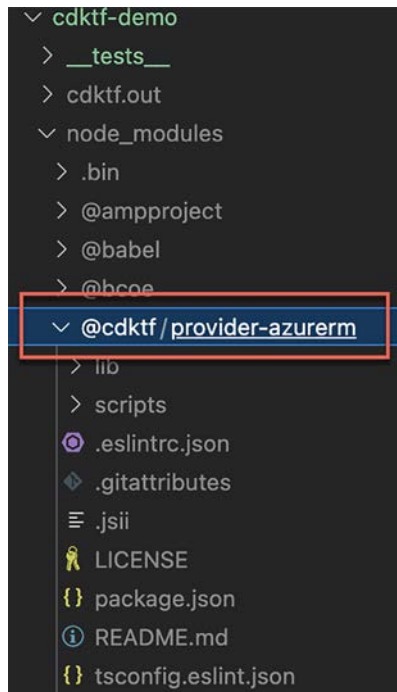 cdktf-demo
__tests__
cdktf.out
node_modules
.bin
@ampproject
@babel
@bcoe
@cdktf/provider-azurerm
lib
scripts
.eslintrc.json
.gitattributes
.jsii
LICENSE
{} package.json
README.md
{} tsconfig.eslint.json